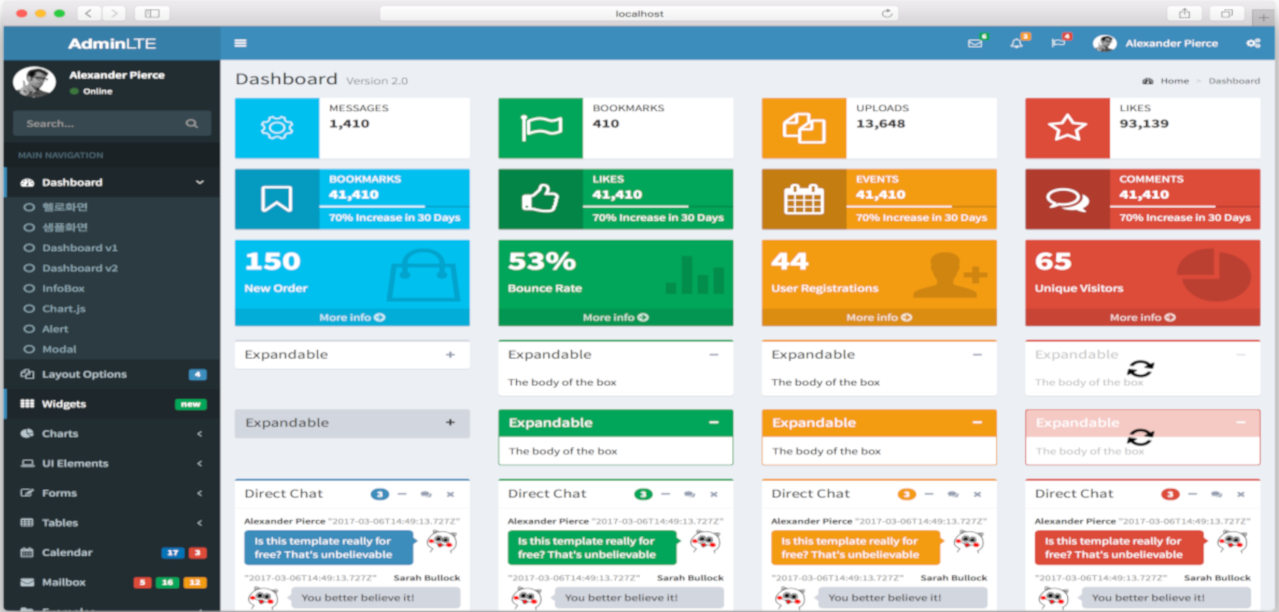 localhost
AdminLTE
6
3
4
Alexander Pierce
Alexander Pierce
Online
Search...
MAIN NAVIGATION
Dashboard
헬로화면
샘플화면
Dashboard v1
Dashboard v2
InfoBox
Chart.js
Alert
Modal
Layout Options 4
Widgets new
Charts
UI Elements
Forms
Tables
Calendar 17 3
Mailbox 5 16 12
Dashboard Version 2.0
Home > Dashboard
MESSAGES
1,410
BOOKMARKS
410
UPLOADS
13,648
LIKES
93,139
BOOKMARKS
41,410
70% Increase in 30 Days
LIKES
41,410
70% Increase in 30 Days
EVENTS
41,410
70% Increase in 30 Days
COMMENTS
41,410
70% Increase in 30 Days
150
New Order
More info
53%
Bounce Rate
More info
44
User Registrations
More info
65
Unique Visitors
More info
Expandable
Expandable
The body of the box
Expandable
The body of the box
Expandable
The body of the box
Expandable
Expandable
The body of the box
Expandable
The body of the box
Expandable
The body of the box
Direct Chat 3
Alexander Pierce "2017-03-06T14:49:13.727Z"
Is this template really for
free? That's unbelievable
"2017-03-06T14:49:13.727Z" Sarah Bullock
You better believe it!
Direct Chat 3
Alexander Pierce "2017-03-06T14:49:13.727Z"
Is this template really for
free? That's unbelievable
"2017-03-06T14:49:13.727Z" Sarah Bullock
You better believe it!
Direct Chat 3
Alexander Pierce "2017-03-06T14:49:13.727Z"
Is this template really for
free? That's unbelievable
"2017-03-06T14:49:13.727Z" Sarah Bullock
You better believe it!
Direct Chat 3
Alexander Pierce "2017-03-06T14:49:13.727Z"
Is this template really for
free? That's unbelievable
"2017-03-06T14:49:13.727Z" Sarah Bullock
You better believe it!